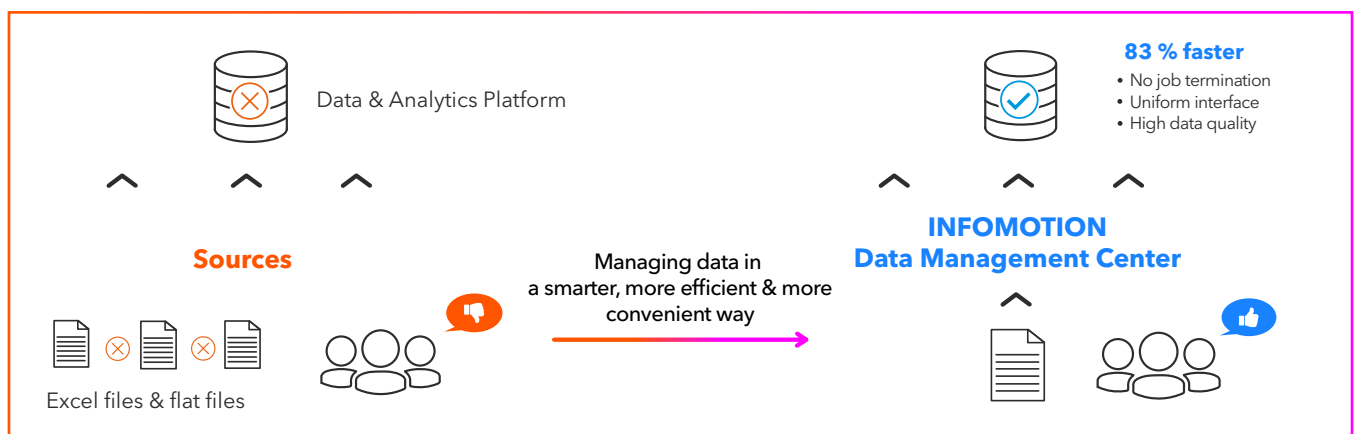 Data & Analytics Platform
Sources
Excel files & flat files
Managing data in
a smarter, more efficient & more
convenient way
83 % faster
• No job termination
• Uniform interface
• High data quality
INFOMOTION
Data Management Center